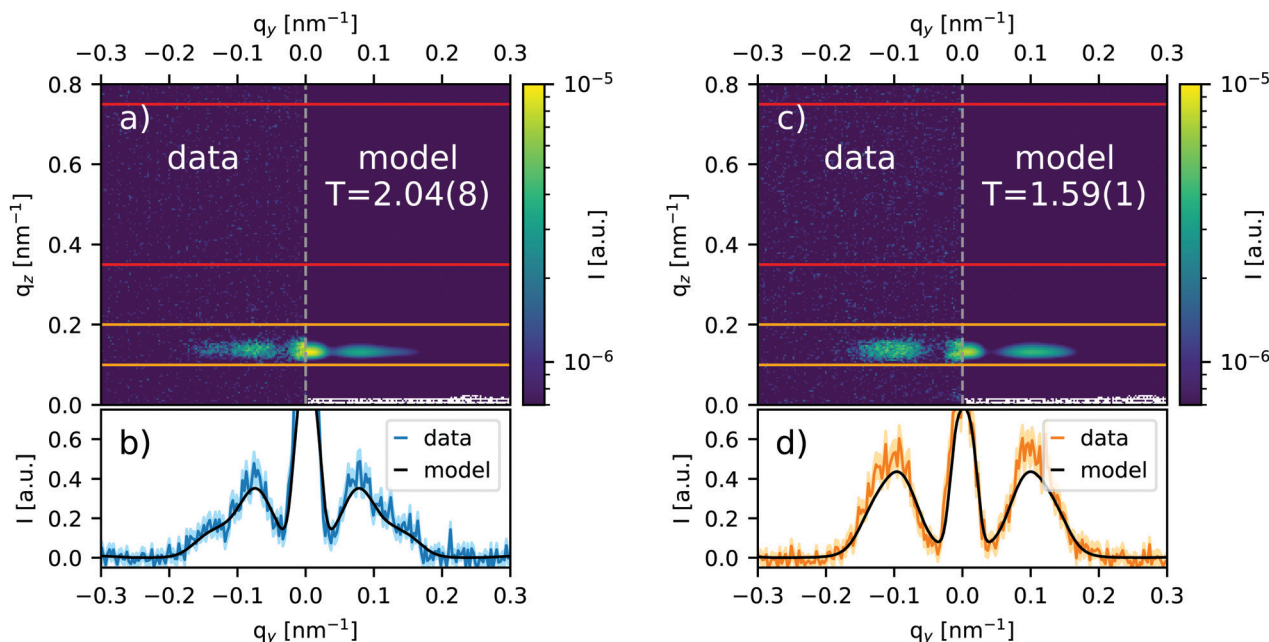 q_y [nm⁻¹]
−0.3 −0.2 −0.1 0.0 0.1 0.2 0.3
0.8
0.6
0.4
0.2
0.0
q_z [nm⁻¹]
a)
data
model
T=2.04(8)
10⁻⁵
10⁻⁶
I [a.u.]
b)
data
model
0.6
0.4
0.2
0.0
I [a.u.]
−0.3 −0.2 −0.1 0.0 0.1 0.2 0.3
q_y [nm⁻¹]
q_y [nm⁻¹]
−0.3 −0.2 −0.1 0.0 0.1 0.2 0.3
0.8
0.6
0.4
0.2
0.0
q_z [nm⁻¹]
c)
data
model
T=1.59(1)
10⁻⁵
10⁻⁶
I [a.u.]
d)
data
model
0.6
0.4
0.2
0.0
I [a.u.]
−0.3 −0.2 −0.1 0.0 0.1 0.2 0.3
q_y [nm⁻¹]